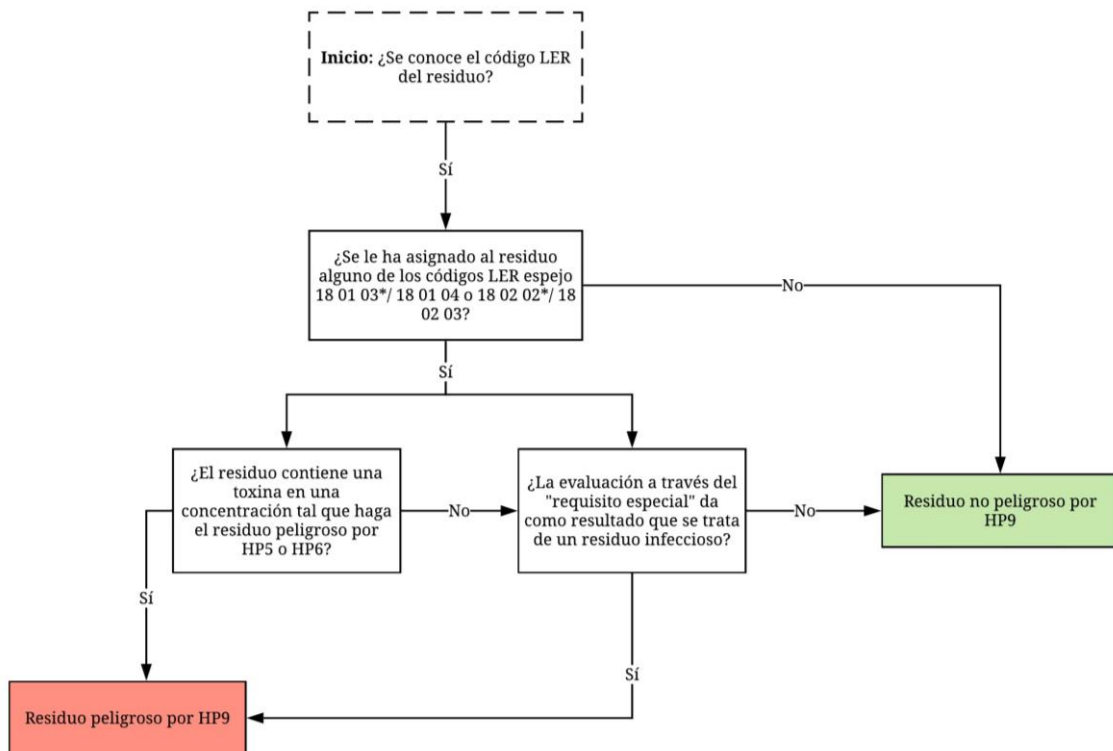 Inicio: ¿Se conoce el código LER
del residuo?
Sí
¿Se le ha asignado al residuo
alguno de los códigos LER espejo
18 01 03*/ 18 01 04 o 18 02 02*/ 18
02 03?
No
Sí
¿El residuo contiene una
toxina en una
concentración tal que haga
el residuo peligroso por
HP5 o HP6?
No
¿La evaluación a través del
"requisito especial" da
como resultado que se trata
de un residuo infeccioso?
No
Residuo no peligroso por
HP9
Sí
Sí
Residuo peligroso por HP9